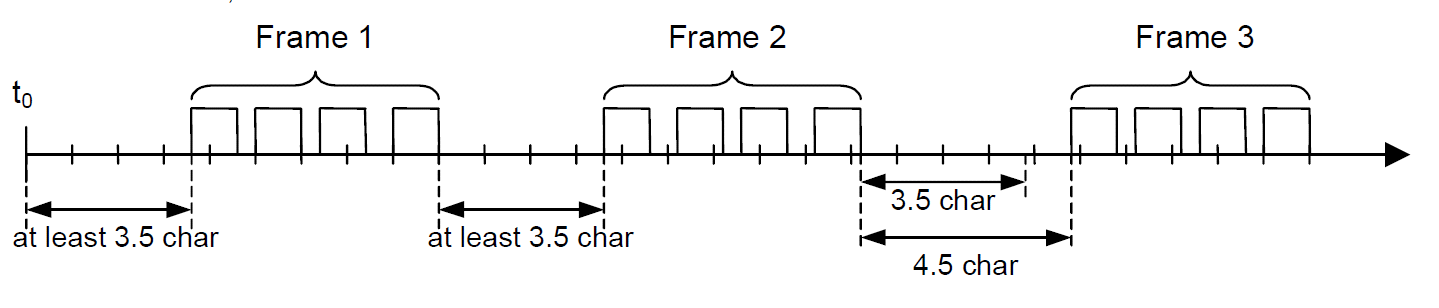 Frame 1
Frame 2
Frame 3
t0
3.5 char
at least 3.5 char
at least 3.5 char
4.5 char